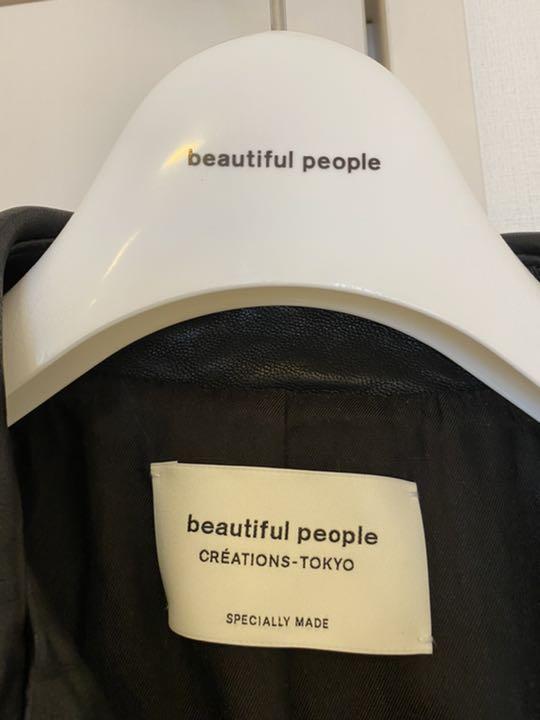 beautiful people
beautiful people
CRÉATIONS-TOKYO
SPECIALLY MADE